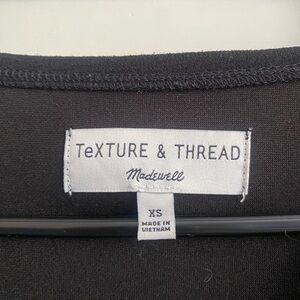 TeXTURE & THREAD
Madewell
XS
MADE IN
VIETNAM